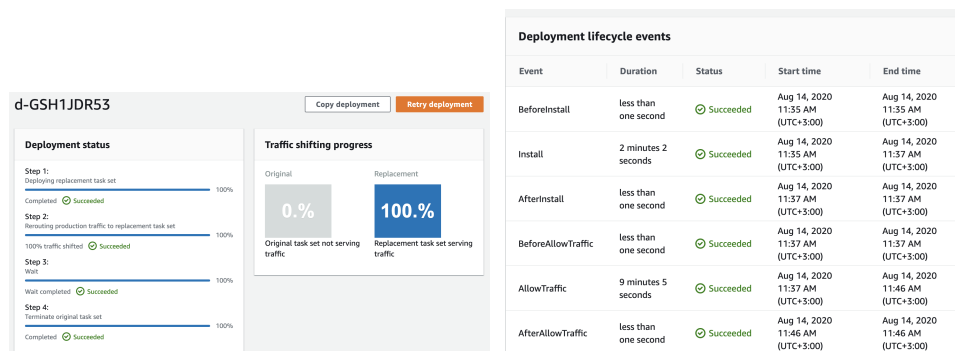 d-GSH1JDR53
Copy deployment
Retry deployment
Deployment status
Step 1:
Deploying replacement task set
100%
Completed Succeeded
Step 2:
Rerouting production traffic to replacement task set
100%
100% traffic shifted Succeeded
Step 3:
Wait
100%
Wait completed Succeeded
Step 4:
Terminate original task set
100%
Completed Succeeded
Traffic shifting progress
Original Replacement
0.% 100.%
Original task set not serving
traffic
Replacement task set serving
traffic
Deployment lifecycle events
Event Duration Status Start time End time
BeforeInstall
less than
one second
Succeeded
Aug 14, 2020
11:35 AM
(UTC+3:00)
Aug 14, 2020
11:35 AM
(UTC+3:00)
Install
2 minutes 2
seconds
Succeeded
Aug 14, 2020
11:35 AM
(UTC+3:00)
Aug 14, 2020
11:37 AM
(UTC+3:00)
AfterInstall
less than
one second
Succeeded
Aug 14, 2020
11:37 AM
(UTC+3:00)
Aug 14, 2020
11:37 AM
(UTC+3:00)
BeforeAllowTraffic
less than
one second
Succeeded
Aug 14, 2020
11:37 AM
(UTC+3:00)
Aug 14, 2020
11:37 AM
(UTC+3:00)
AllowTraffic
9 minutes 5
seconds
Succeeded
Aug 14, 2020
11:37 AM
(UTC+3:00)
Aug 14, 2020
11:46 AM
(UTC+3:00)
AfterAllowTraffic
less than
one second
Succeeded
Aug 14, 2020
11:46 AM
(UTC+3:00)
Aug 14, 2020
11:46 AM
(UTC+3:00)